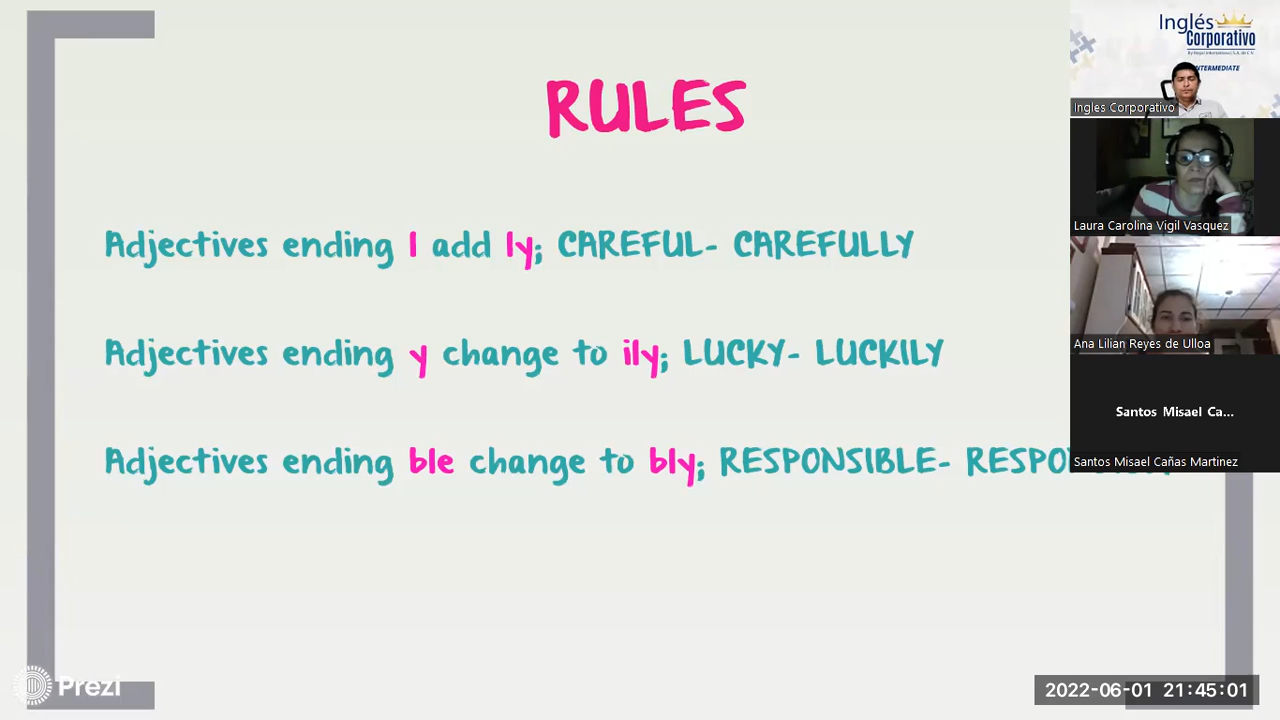 RULES
Adjectives ending l add ly; CAREFUL- CAREFULLY
Adjectives ending y change to ily; LUCKY- LUCKILY
Adjectives ending ble change to bly; RESPONSIBLE-
Prezi
Inglés
Corporativo
INTERMEDIATE
Ingles Corporativo
Laura Carolina Vigil Vasquez
Ana Lilian Reyes de Ulloa
Santos Misael Ca...
Santos Misael Cañas Martinez
2022-06-01 21:45:01